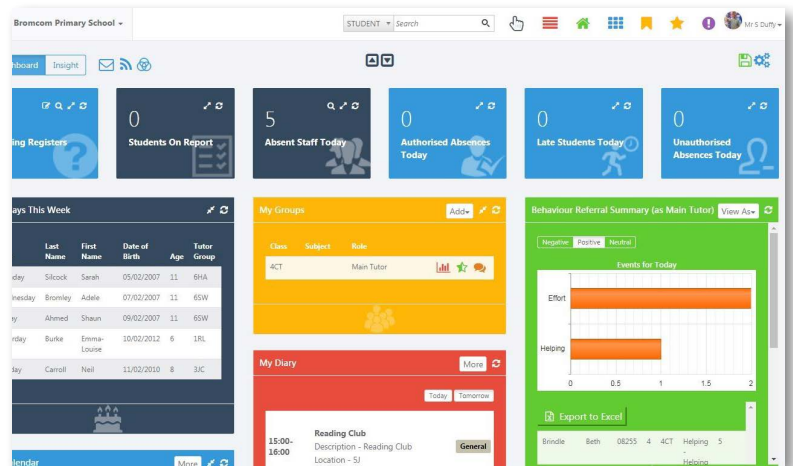 Bromcom Primary School
STUDENT Search
Mr S Duffy
hboard Insight
ing Registers
0
Students On Report
5
Absent Staff Today
0
Authorised Absences
Today
0
Late Students Today
0
Unauthorised
Absences Today
ays This Week
Last Name First Name Date of Birth Age Tutor Group
day Silcock Sarah 05/02/2007 11 6HA
nesday Bromley Adele 07/02/2007 11 6SW
ay Ahmed Shaun 09/02/2007 11 6SW
rday Burke Emma-Louise 10/02/2012 6 1RL
day Carroll Neil 11/02/2010 8 3JC
lendar More
My Groups Add
Class Subject Role
4CT Main Tutor
My Diary More
Today Tomorrow
15:00-
16:00
Reading Club
Description - Reading Club
Location - SJ
General
Behaviour Referral Summary (as Main Tutor) View As
Negative Positive Neutral
Events for Today
Effort
Helping
0 0.5 1 1.5 2
Export to Excel
Brindle Beth 08255 4 4CT Helping 5
-
Helping